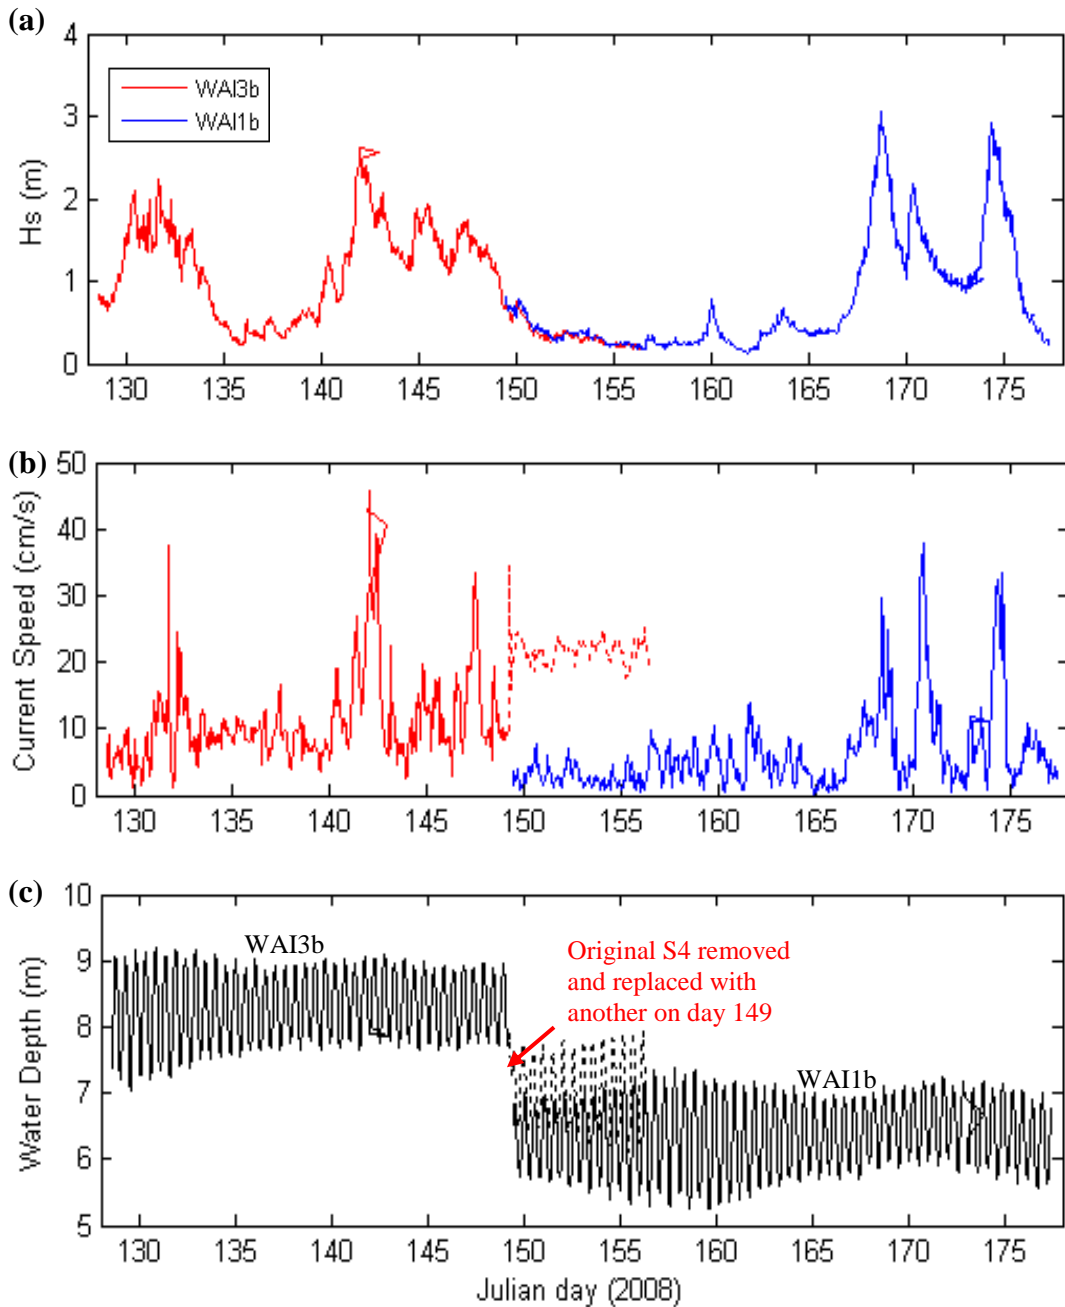 (a)
4
3
2
1
0
Hs (m)
WAI3b
WAI1b
130 135 140 145 150 155 160 165 170 175
(b)
50
40
30
20
10
0
Current Speed (cm/s)
130 135 140 145 150 155 160 165 170 175
(c)
10
9
8
7
6
5
Water Depth (m)
WAI3b
Original S4 removed
and replaced with
another on day 149
WAI1b
130 135 140 145 150 155 160 165 170 175
Julian day (2008)